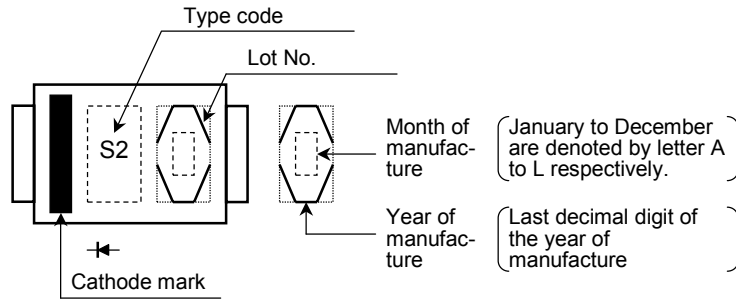 Type code
Lot No.
S2
Month of
manufac-
ture
January to December
are denoted by letter A
to L respectively.
Year of
manufac-
ture
Last decimal digit of
the year of
manufacture
Cathode mark